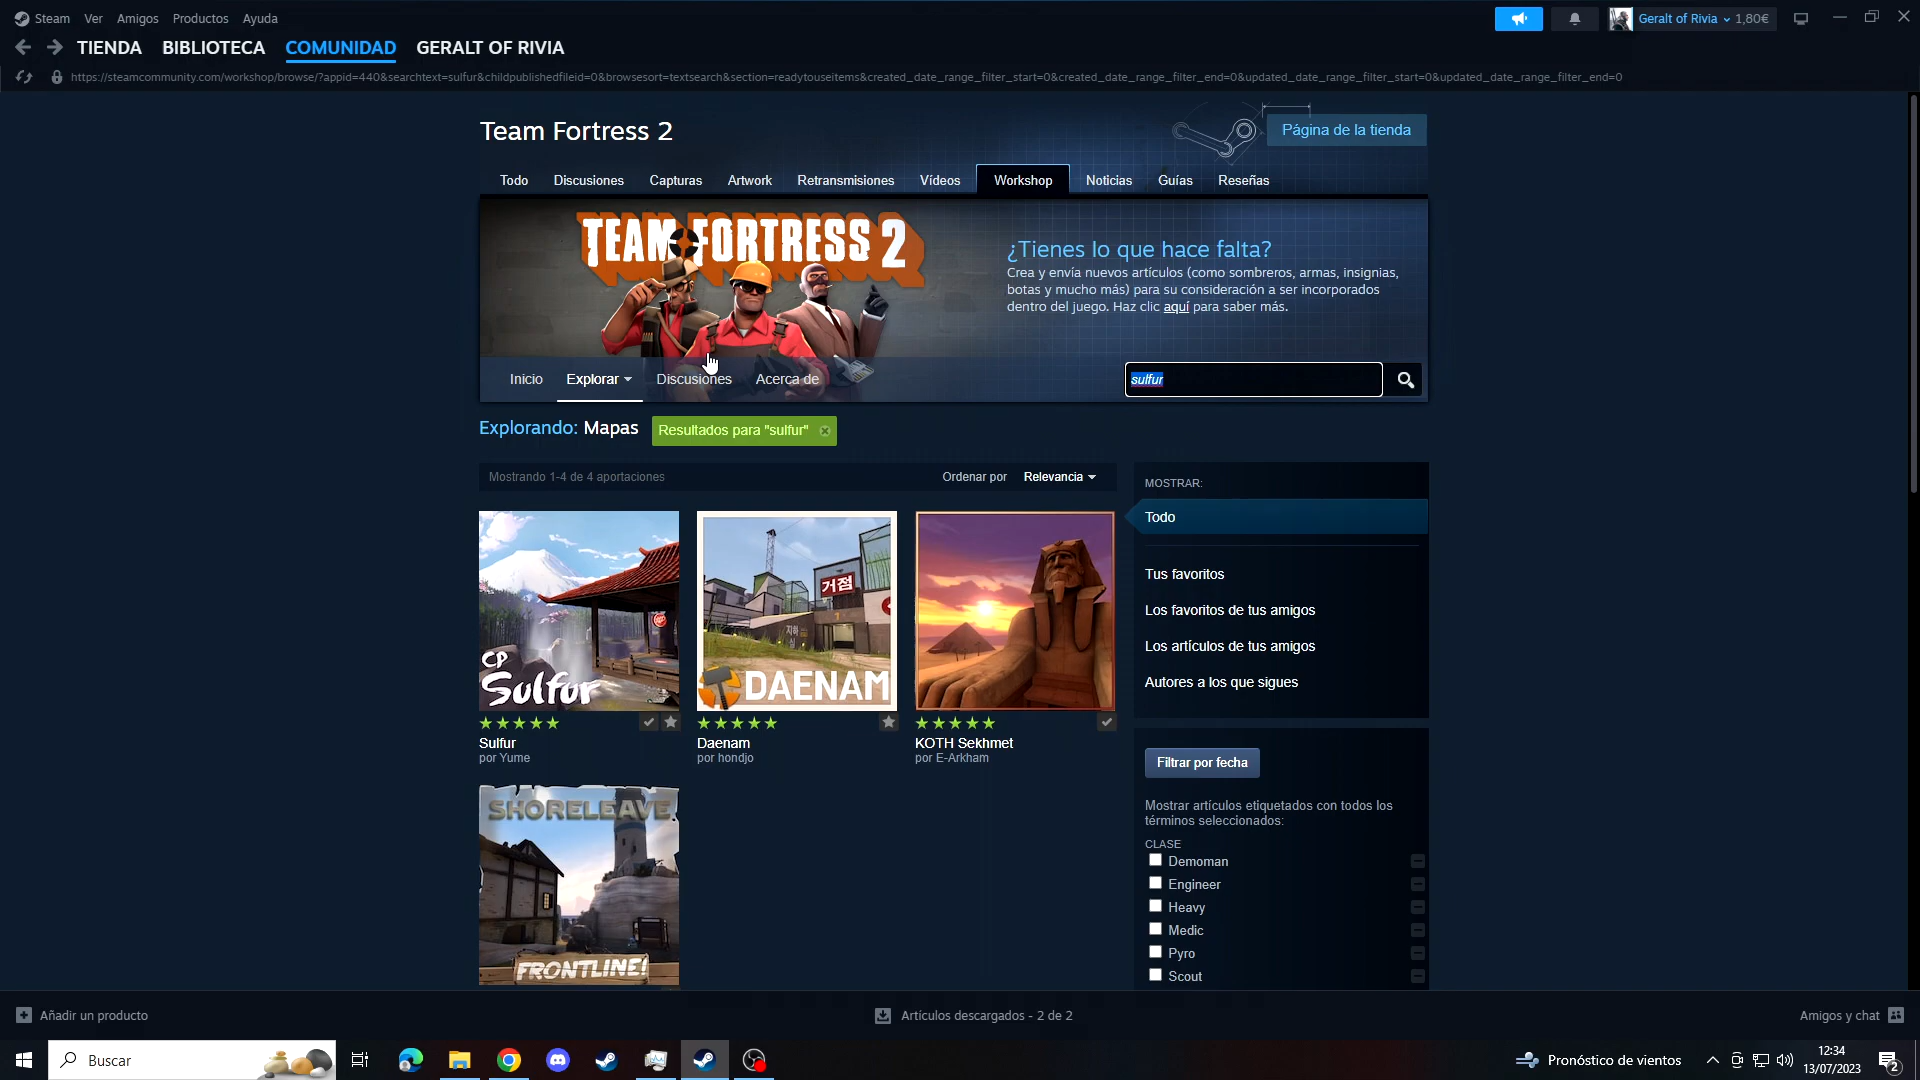 Steam Ver Amigos Productos Ayuda
Geralt of Rivia 1,80€
TIENDA BIBLIOTECA COMUNIDAD GERALT OF RIVIA
https://steamcommunity.com/workshop/browse/?appid=440&searchtext=sulfur&childpublishedfileid=0&browsesort=textsearch&section=readytouseitems&created_date_range_filter_start=0&created_date_range_filter_end=0&updated_date_range_filter_start=0&updated_date_range_filter_end=0
Team Fortress 2
Página de la tienda
Todo Discusiones Capturas Artwork Retransmisiones Vídeos Workshop Noticias Guías Reseñas
TEAM FORTRESS 2
¿Tienes lo que hace falta?
Crea y envía nuevos artículos (como sombreros, armas, insignias,
botas y mucho más) para su consideración a ser incorporados
dentro del juego. Haz clic aquí para saber más.
Inicio Explorar Discusiones Acerca de
sulfur
Explorando: Mapas Resultados para "sulfur"
Mostrando 1-4 de 4 aportaciones
Ordenar por Relevancia
CP
Sulfur
Sulfur
por Yume
거점
지하실
DAENAM
Daenam
por hondjo
KOTH Sekhmet
por E-Arkham
SHORELEAVE
FRONTLINE!
MOSTRAR:
Todo
Tus favoritos
Los favoritos de tus amigos
Los artículos de tus amigos
Autores a los que sigues
Filtrar por fecha
Mostrar artículos etiquetados con todos los
términos seleccionados:
CLASE
Demoman
Engineer
Heavy
Medic
Pyro
Scout
Añadir un producto
Artículos descargados - 2 de 2
Amigos y chat
Buscar
Pronóstico de vientos
12:34
13/07/2023
2